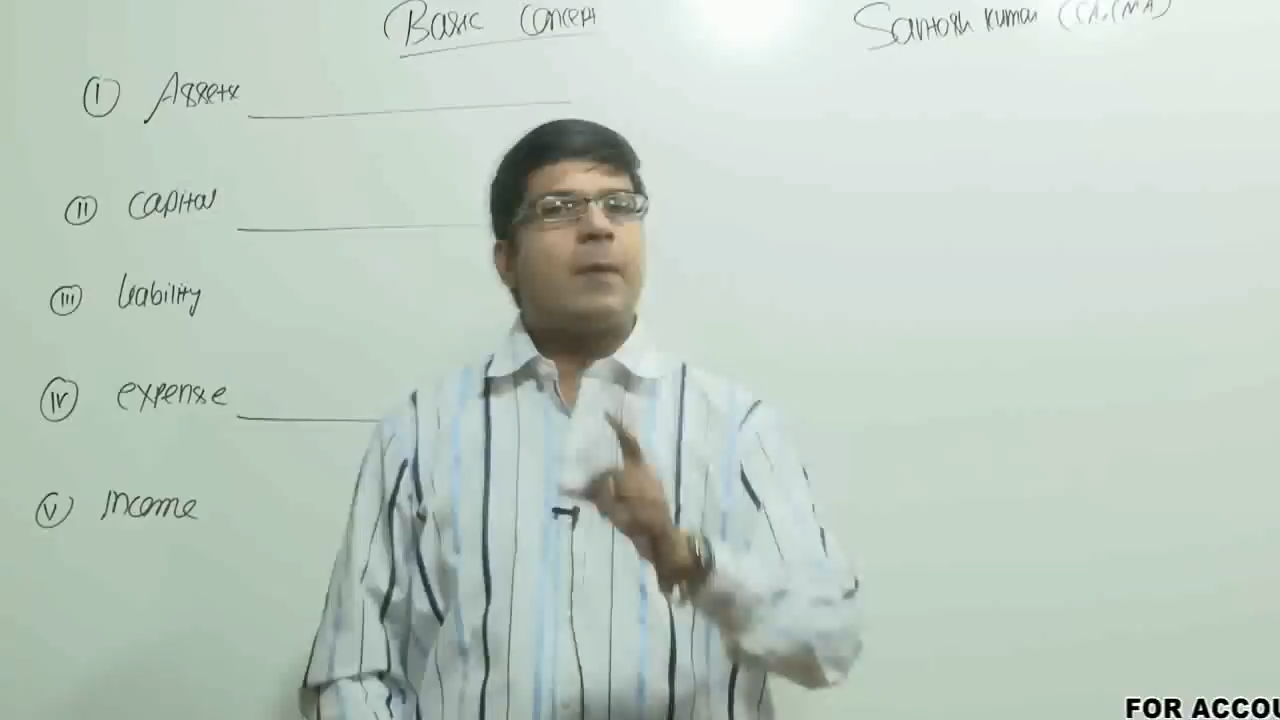 Basic Concept
Santosh Kumar (CA, CMA)
(I) Assets
(II) Capital
(III) Liability
(IV) expense
(V) Income
FOR ACCOU